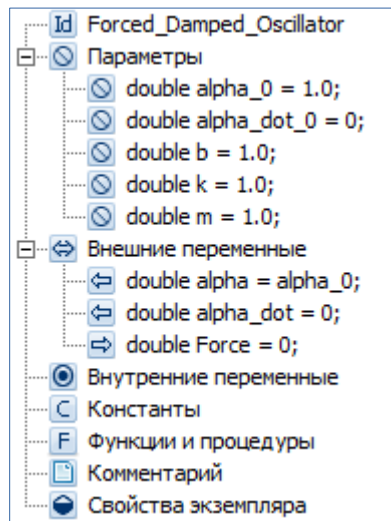 Id Forced_Damped_Oscillator
Параметры
double alpha_0 = 1.0;
double alpha_dot_0 = 0;
double b = 1.0;
double k = 1.0;
double m = 1.0;
Внешние переменные
double alpha = alpha_0;
double alpha_dot = 0;
double Force = 0;
Внутренние переменные
C Константы
F Функции и процедуры
Комментарий
Свойства экземпляра